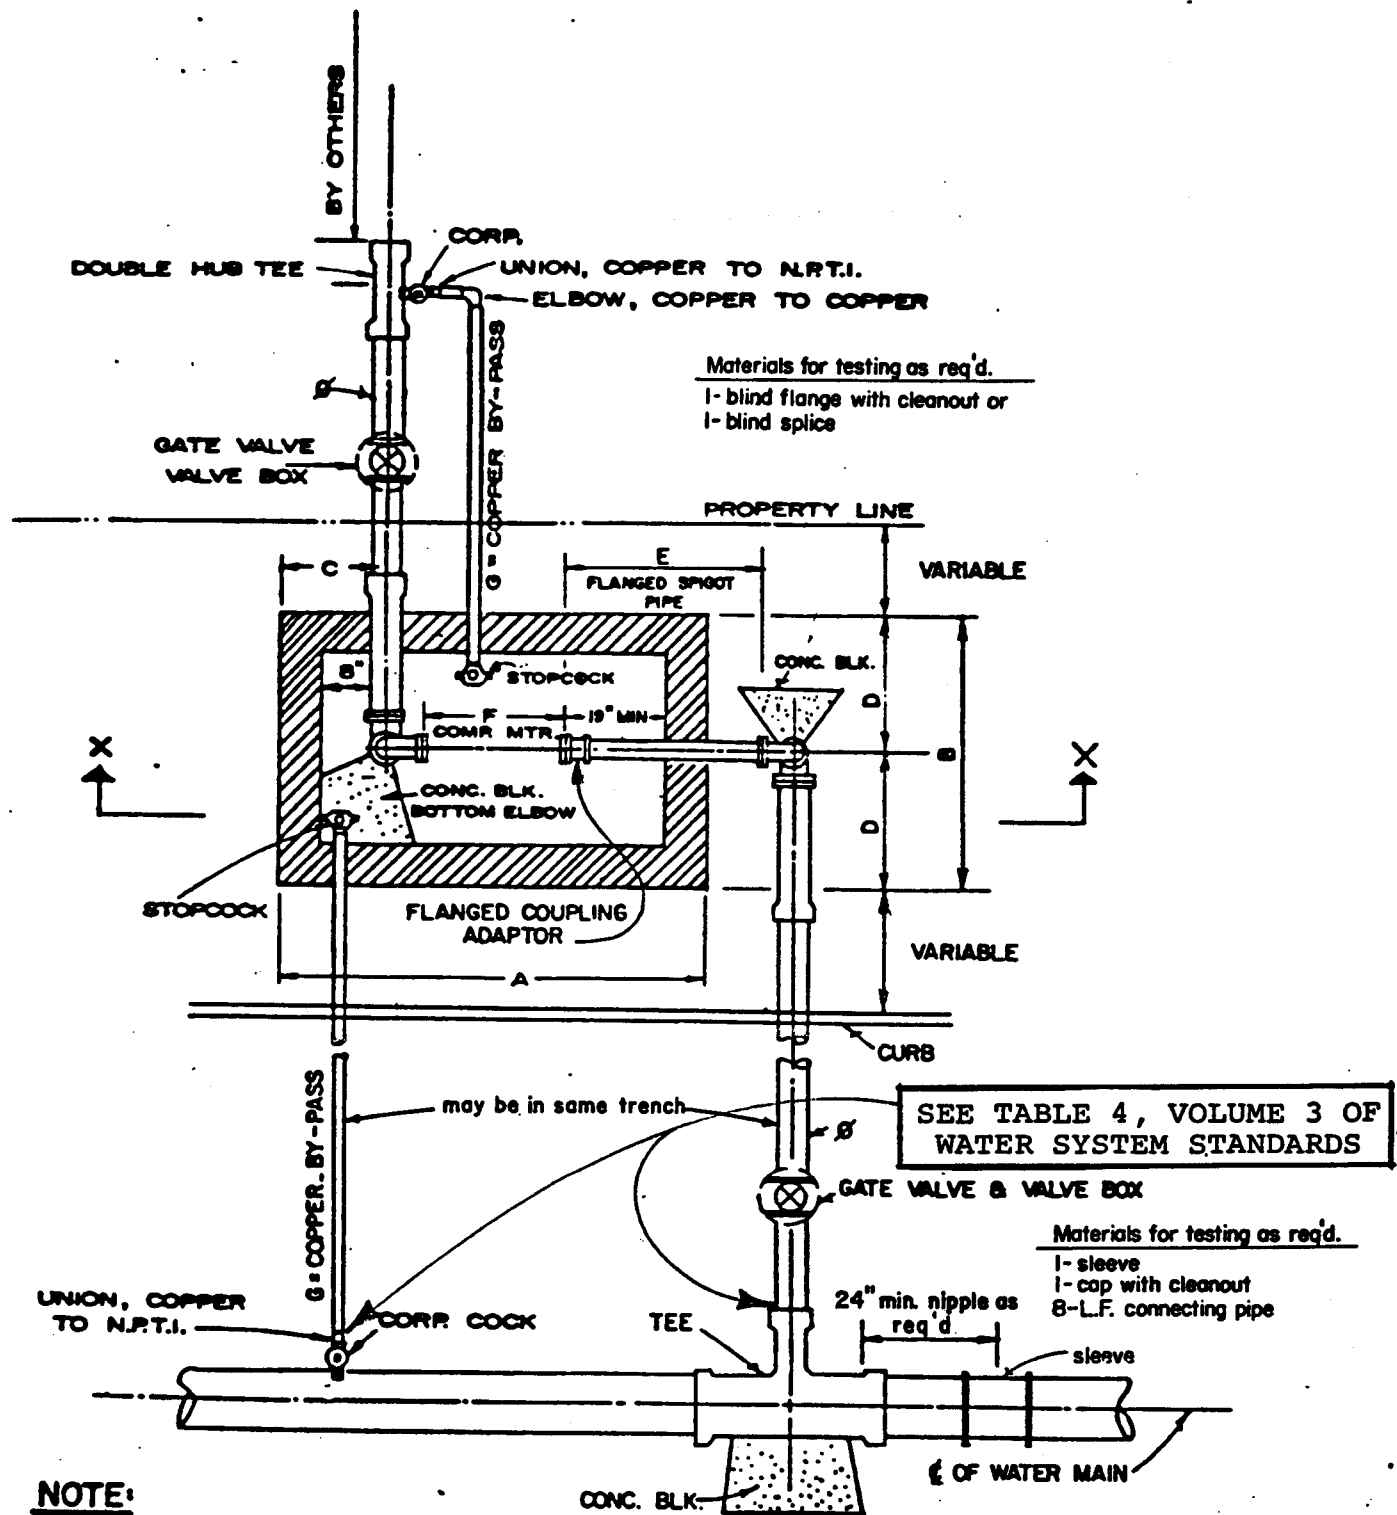 BY OTHERS
CORP.
DOUBLE HUB TEE
UNION, COPPER TO N.P.T.I.
ELBOW, COPPER TO COPPER
G = COPPER BY-PASS
Materials for testing as req'd.
1- blind flange with cleanout or
1- blind splice
Ø
GATE VALVE
VALVE BOX
PROPERTY LINE
C
E
FLANGED SPIGOT
PIPE
VARIABLE
8"
STOPCOCK
CONC. BLK.
D
F
19" MIN
COMP. MTR.
B
X
X
CONC. BLK.
BOTTOM ELBOW
D
STOPCOCK
FLANGED COUPLING
ADAPTOR
VARIABLE
A
CURB
G = COPPER BY-PASS
may be in same trench
Ø
SEE TABLE 4, VOLUME 3 OF
WATER SYSTEM STANDARDS
GATE VALVE & VALVE BOX
Materials for testing as req'd.
1- sleeve
1- cap with cleanout
8-L.F. connecting pipe
UNION, COPPER
TO N.P.T.I.
CORP. COCK
TEE
24" min. nipple as
req'd
sleeve
℄ OF WATER MAIN
CONC. BLK.
NOTE: